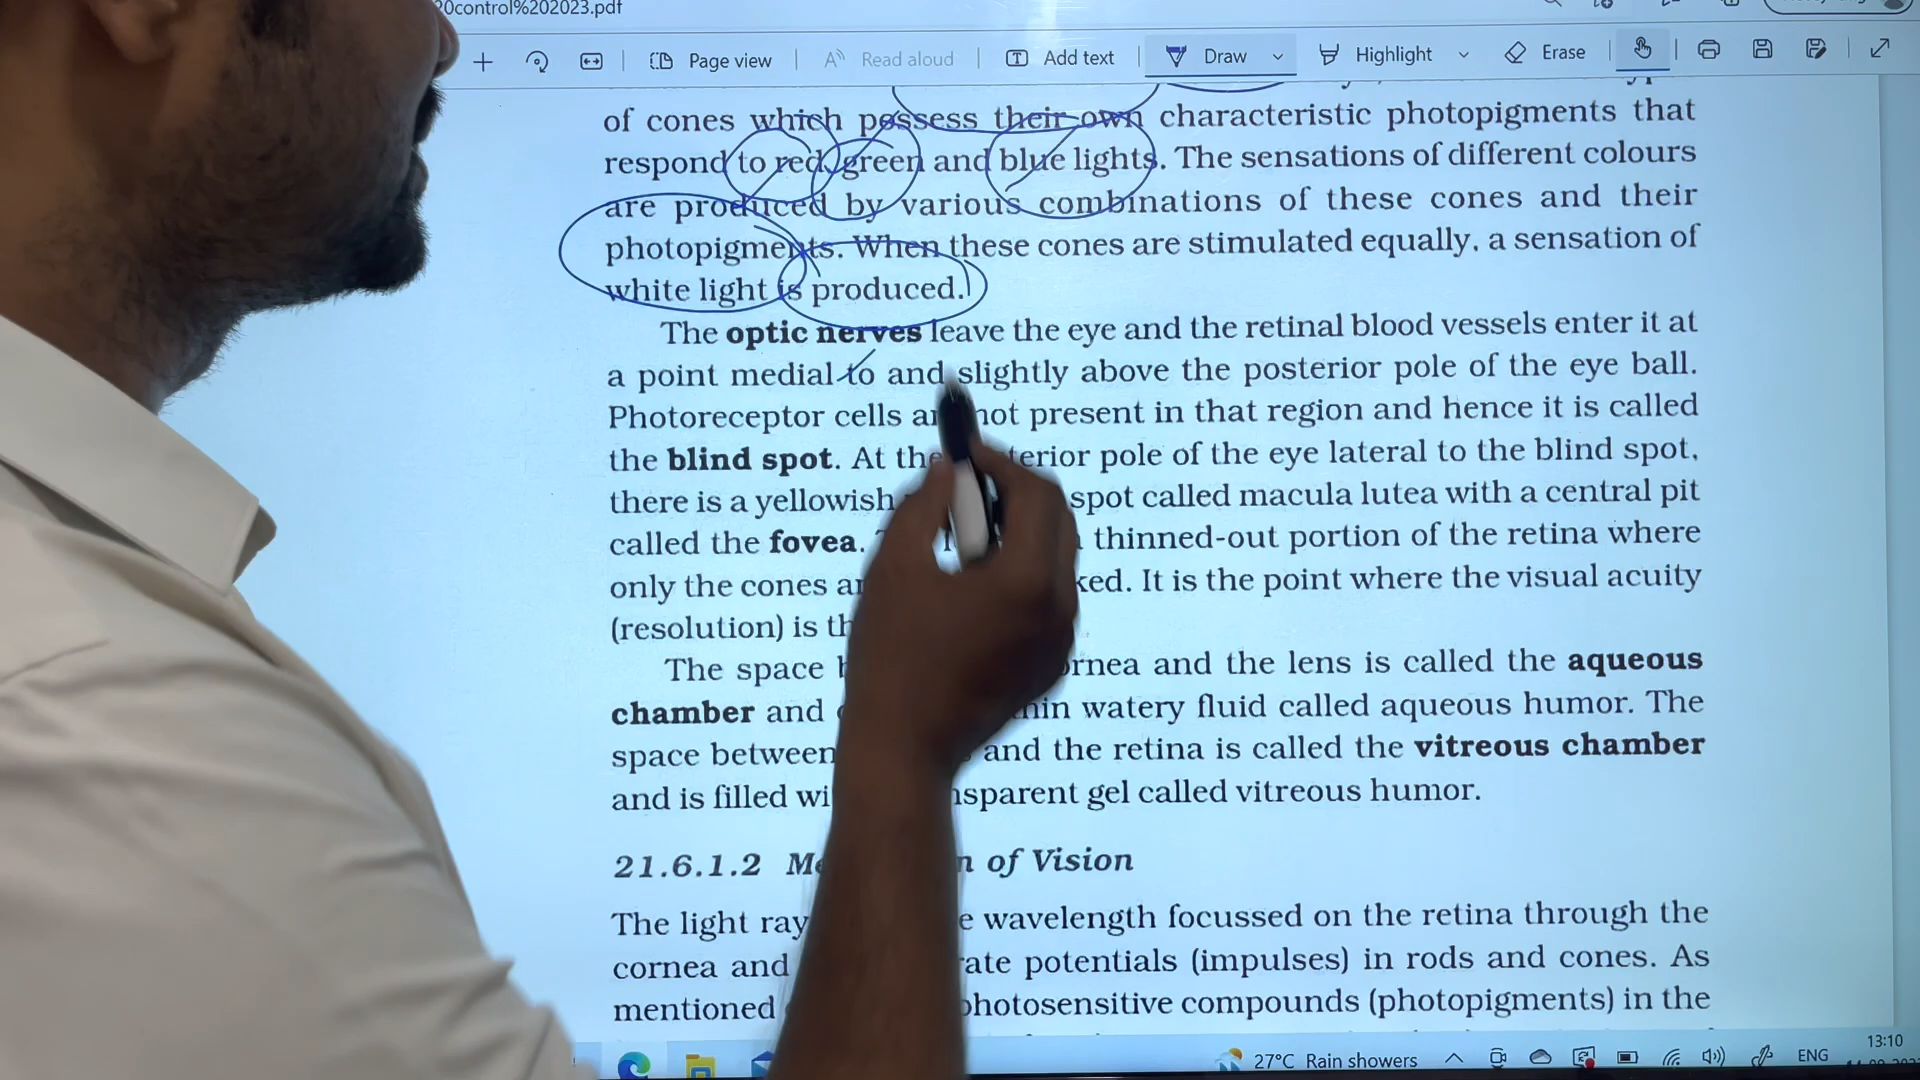 0control%202023.pdf
Page view
Read aloud
Add text
Draw
Highlight
Erase
of cones which possess their own characteristic photopigments that
respond to red, green and blue lights. The sensations of different colours
are produced by various combinations of these cones and their
photopigments. When these cones are stimulated equally, a sensation of
white light is produced.
The optic nerves leave the eye and the retinal blood vessels enter it at
a point medial to and slightly above the posterior pole of the eye ball.
Photoreceptor cells not present in that region and hence it is called
the blind spot. At the terior pole of the eye lateral to the blind spot,
there is a yellowish spot called macula lutea with a central pit
called the fovea. thinned-out portion of the retina where
only the cones ked. It is the point where the visual acuity
(resolution) is th
The space rnea and the lens is called the aqueous
chamber and hin watery fluid called aqueous humor. The
space between and the retina is called the vitreous chamber
and is filled wi nsparent gel called vitreous humor.
21.6.1.2 Me n of Vision
The light ray e wavelength focussed on the retina through the
cornea and rate potentials (impulses) in rods and cones. As
mentioned photosensitive compounds (photopigments) in the
27°C Rain showers
ENG
13:10